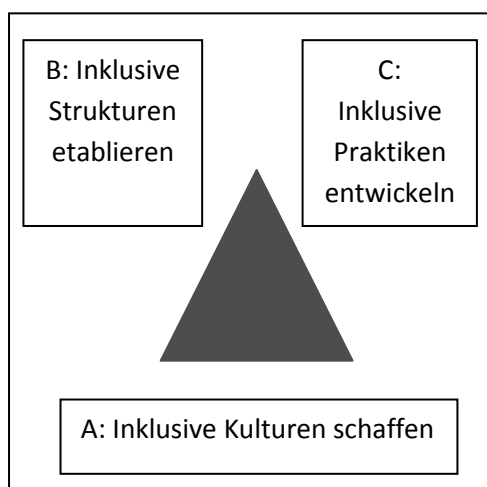 B: Inklusive
Strukturen
etablieren
C:
Inklusive
Praktiken
entwickeln
A: Inklusive Kulturen schaffen